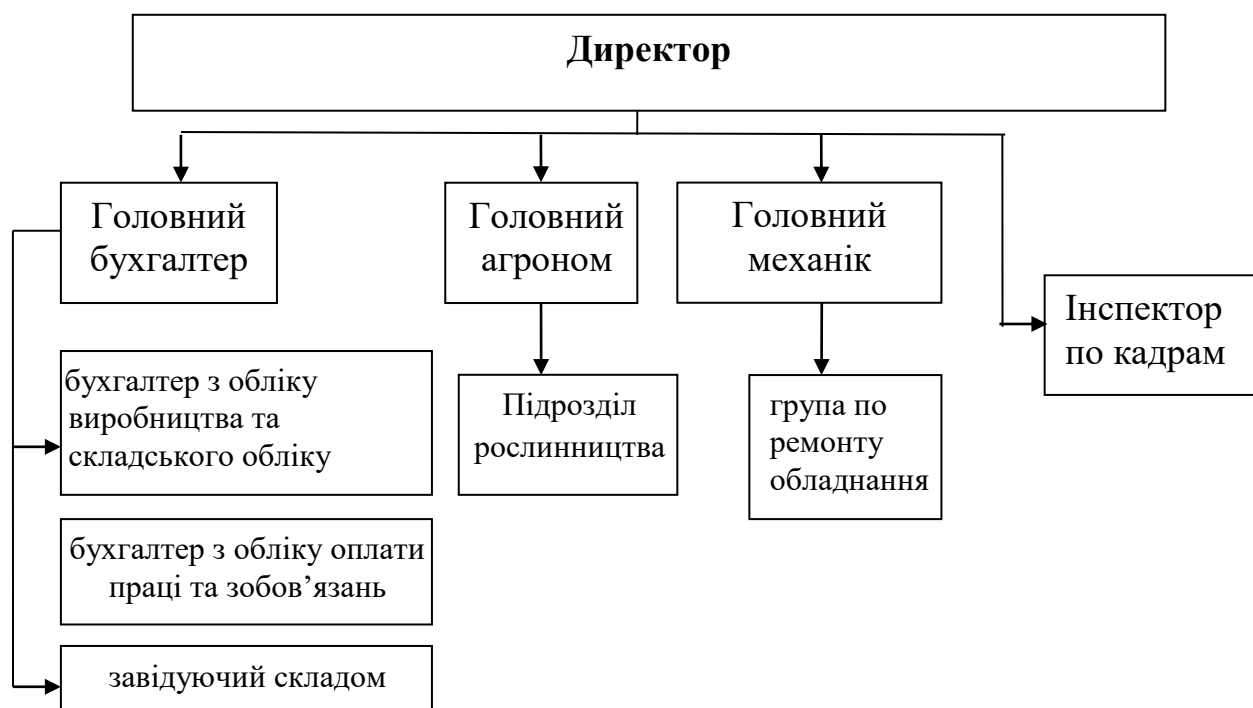 Директор
Головний
бухгалтер
Головний
агроном
Головний
механік
Інспектор
по кадрам
бухгалтер з обліку
виробництва та
складського обліку
Підрозділ
рослинництва
група по
ремонту
обладнання
бухгалтер з обліку оплати
праці та зобов’язань
завідуючий складом